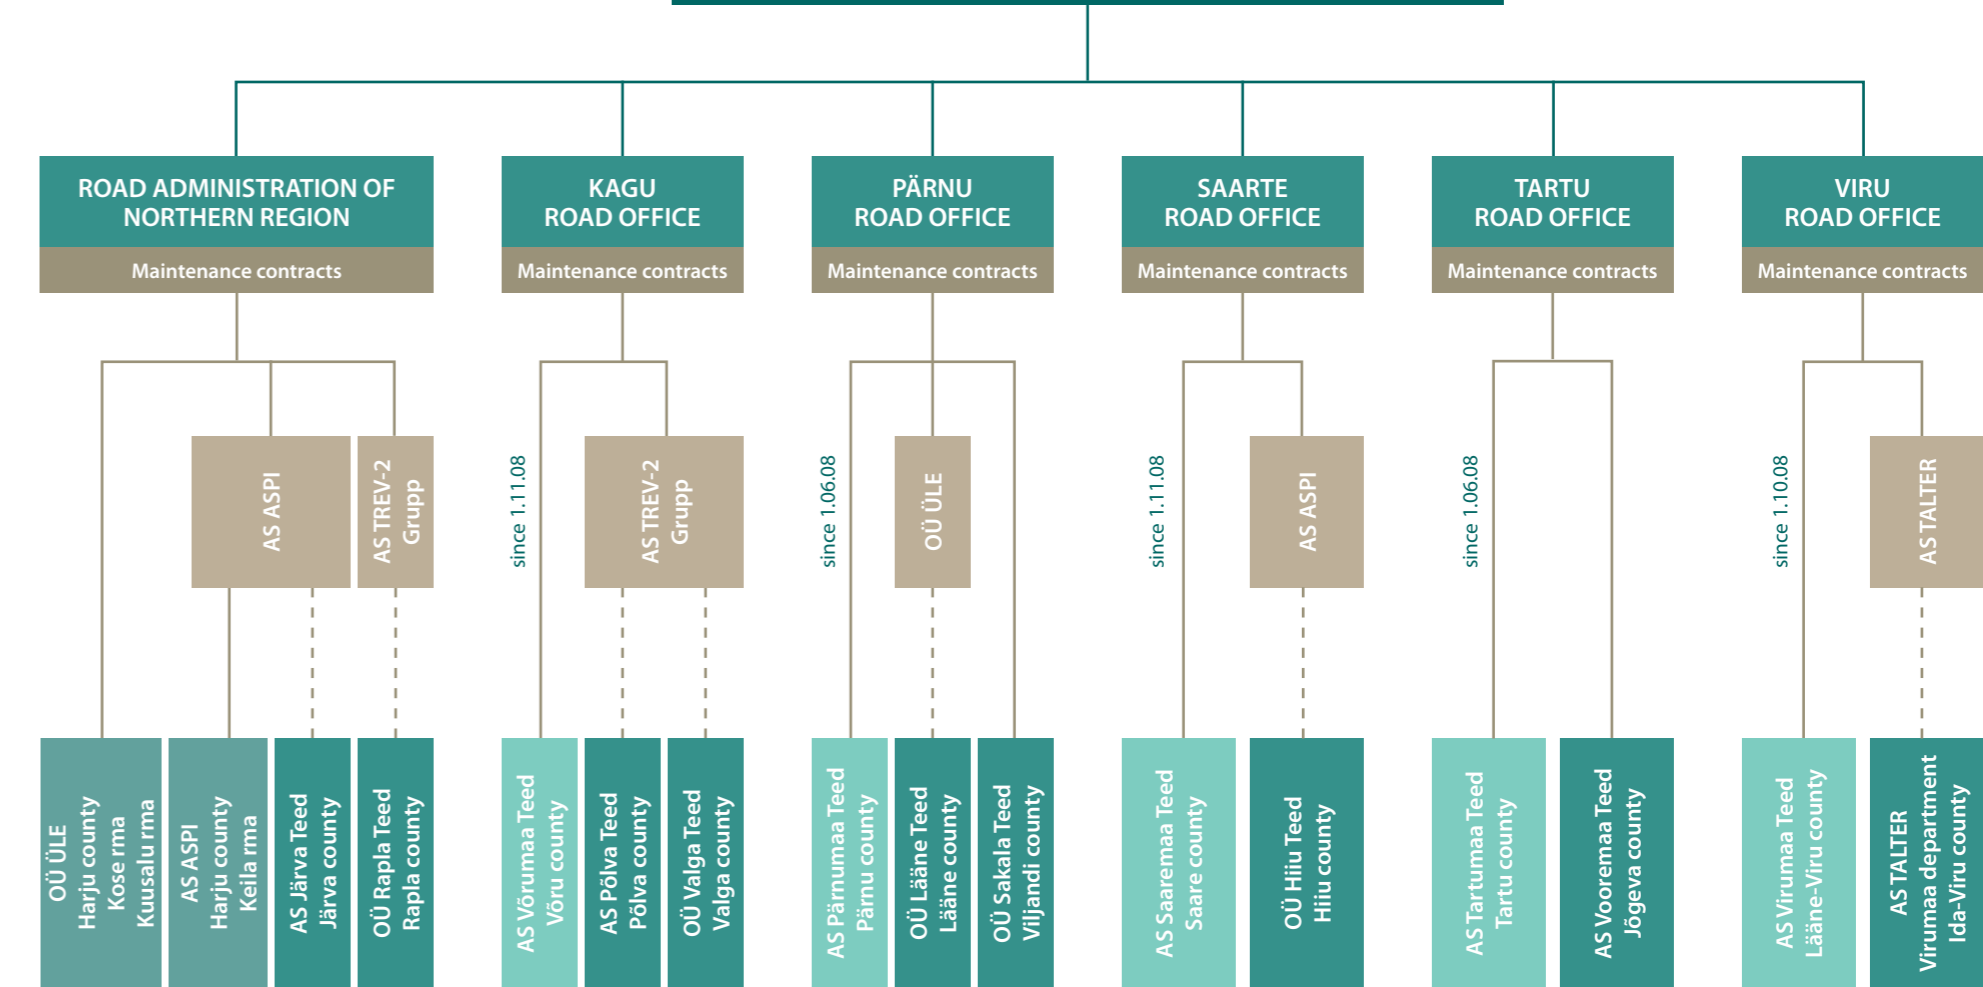 ROAD ADMINISTRATION OF
NORTHERN REGION
Maintenance contracts
KAGU
ROAD OFFICE
Maintenance contracts
PÄRNU
ROAD OFFICE
Maintenance contracts
SAARTE
ROAD OFFICE
Maintenance contracts
TARTU
ROAD OFFICE
Maintenance contracts
VIRU
ROAD OFFICE
Maintenance contracts
AS ASPI
AS TREV-2
Grupp
since 1.11.08
AS TREV-2
Grupp
since 1.06.08
OÜ ÜLE
since 1.11.08
AS ASPI
since 1.06.08
since 1.10.08
AS TALTER
OÜ ÜLE
Harju county
Kose rma
Kuusalu rma
AS ASPI
Harju county
Keila rma
AS Järva Teed
Järva county
OÜ Rapla Teed
Rapla county
AS Võrumaa Teed
Võru county
AS Põlva Teed
Põlva county
OÜ Valga Teed
Valga county
AS Pärnumaa Teed
Pärnu county
OÜ Lääne Teed
Lääne county
OÜ Sakala Teed
Viljandi county
AS Saaremaa Teed
Saare county
OÜ Hiiu Teed
Hiiu county
AS Tartumaa Teed
Tartu county
AS Vooremaa Teed
Jõgeva county
AS Virumaa Teed
Lääne-Viru county
AS TALTER
Virumaa department
Ida-Viru county